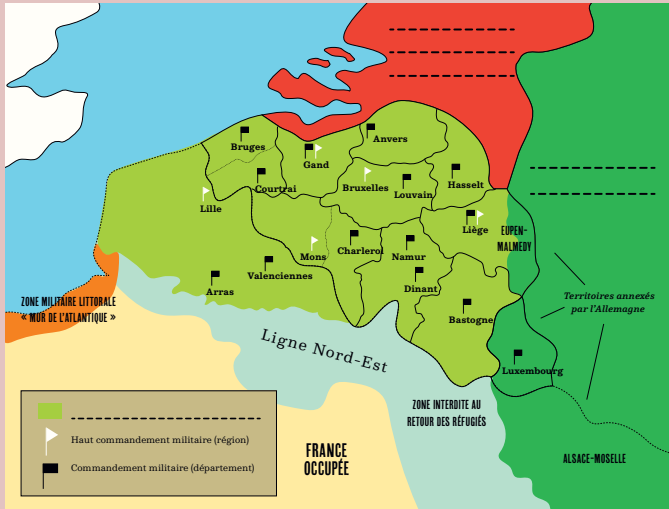 Bruges
Anvers
Gand
Courtrai
Bruxelles
Louvain
Hasselt
Lille
Liège
EUPEN-
MALMEDY
Mons
Charleroi
Namur
Valenciennes
Dinant
Arras
Bastogne
ZONE MILITAIRE LITTORALE
« MUR DE L'ATLANTIQUE »
Territoires annexés
par l'Allemagne
Ligne Nord-Est
Luxembourg
ZONE INTERDITE AU
RETOUR DES RÉFUGIÉS
Haut commandement militaire (région)
Commandement militaire (département)
FRANCE
OCCUPÉE
ALSACE-MOSELLE